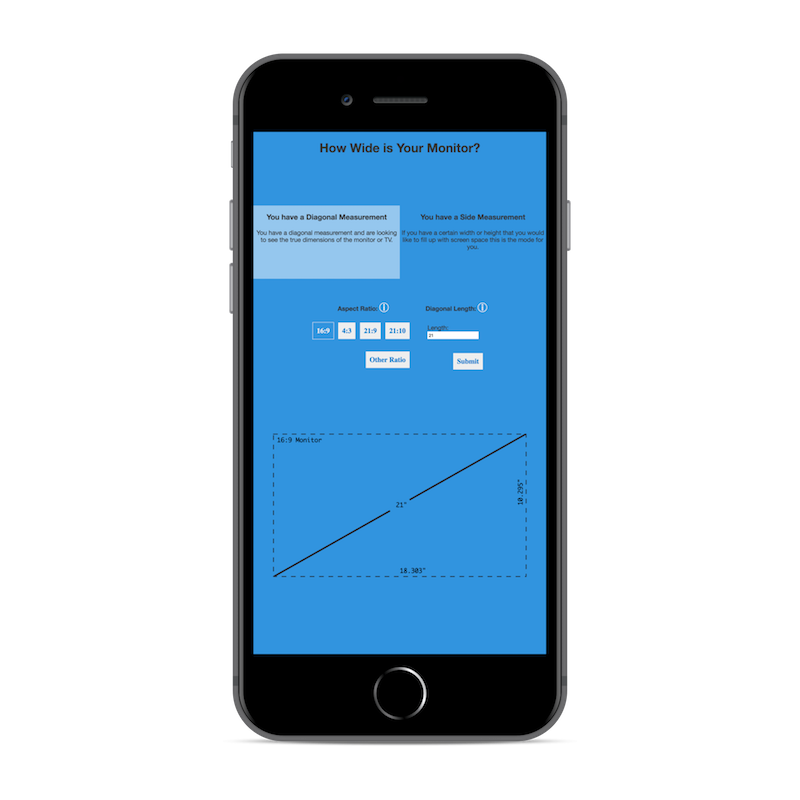 How Wide is Your Monitor?
You have a Diagonal Measurement
You have a diagonal measurement and are looking
to see the true dimensions of the monitor or TV.
You have a Side Measurement
If you have a certain width or height that you would
like to fill up with screen space this is the mode for
you.
Aspect Ratio:
16:9
4:3
21:9
21:10
Other Ratio
Diagonal Length:
Length:
21
Submit
16:9 Monitor
21"
10.295"
18.303"